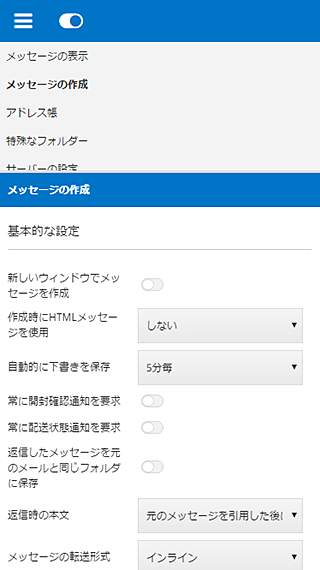 メッセージの表示
メッセージの作成
アドレス帳
特殊なフォルダー
サーバーの設定
メッセージの作成
基本的な設定
新しいウィンドウでメッ
セージを作成
作成時にHTMLメッセー
ジを使用
しない
自動的に下書きを保存
5分毎
常に開封確認通知を要求
常に配送状態通知を要求
返信したメッセージを元
のメールと同じフォルダ
に保存
返信時の本文
元のメッセージを引用した後に
メッセージの転送形式
インライン